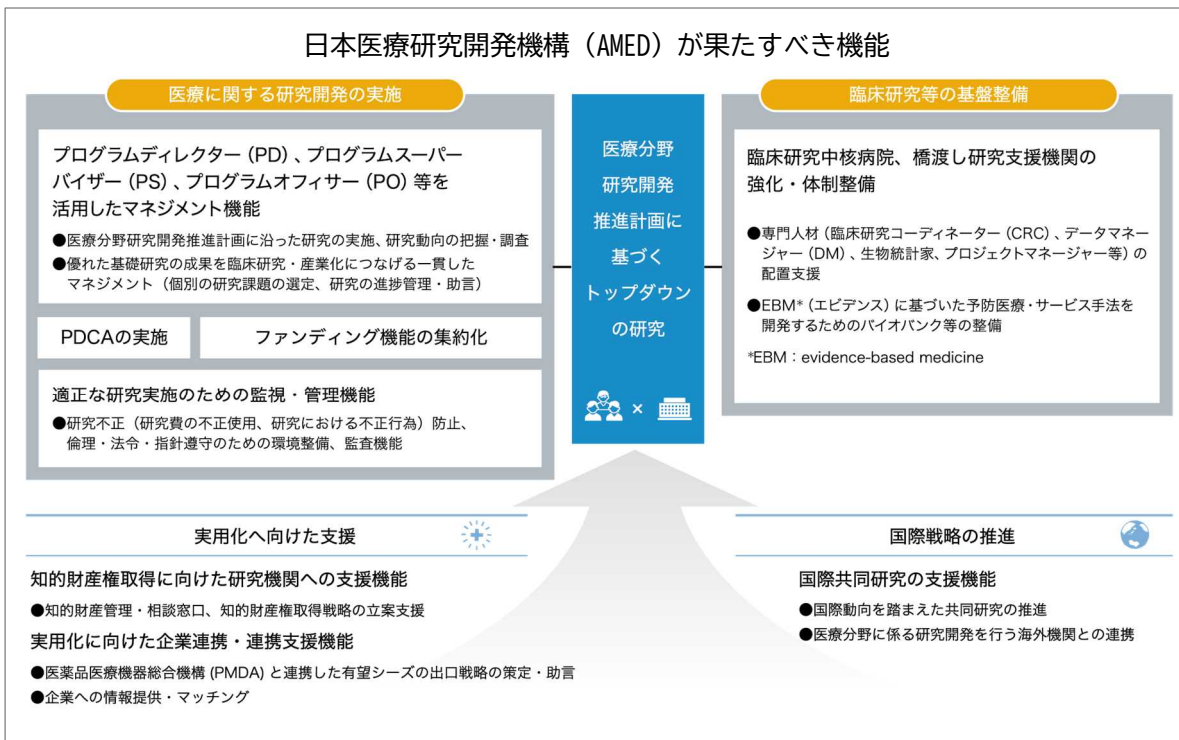 日本医療研究開発機構（AMED）が果たすべき機能
医療に関する研究開発の実施
プログラムディレクター（PD）、プログラムスーパー
バイザー（PS）、プログラムオフィサー（PO）等を
活用したマネジメント機能
●医療分野研究開発推進計画に沿った研究の実施、研究動向の把握・調査
●優れた基礎研究の成果を臨床研究・産業化につなげる一貫した
マネジメント（個別の研究課題の選定、研究の進捗管理・助言）
PDCAの実施
ファンディング機能の集約化
適正な研究実施のための監視・管理機能
●研究不正（研究費の不正使用、研究における不正行為）防止、
倫理・法令・指針遵守のための環境整備、監査機能
医療分野
研究開発
推進計画に
基づく
トップダウン
の研究
×
臨床研究等の基盤整備
臨床研究中核病院、橋渡し研究支援機関の
強化・体制整備
●専門人材（臨床研究コーディネーター（CRC）、データマネー
ジャー（DM）、生物統計家、プロジェクトマネージャー等）の
配置支援
●EBM*（エビデンス）に基づいた予防医療・サービス手法を
開発するためのバイオバンク等の整備
*EBM：evidence-based medicine
実用化へ向けた支援
知的財産権取得に向けた研究機関への支援機能
●知的財産管理・相談窓口、知的財産権取得戦略の立案支援
実用化に向けた企業連携・連携支援機能
●医薬品医療機器総合機構 (PMDA) と連携した有望シーズの出口戦略の策定・助言
●企業への情報提供・マッチング
国際戦略の推進
国際共同研究の支援機能
●国際動向を踏まえた共同研究の推進
●医療分野に係る研究開発を行う海外機関との連携